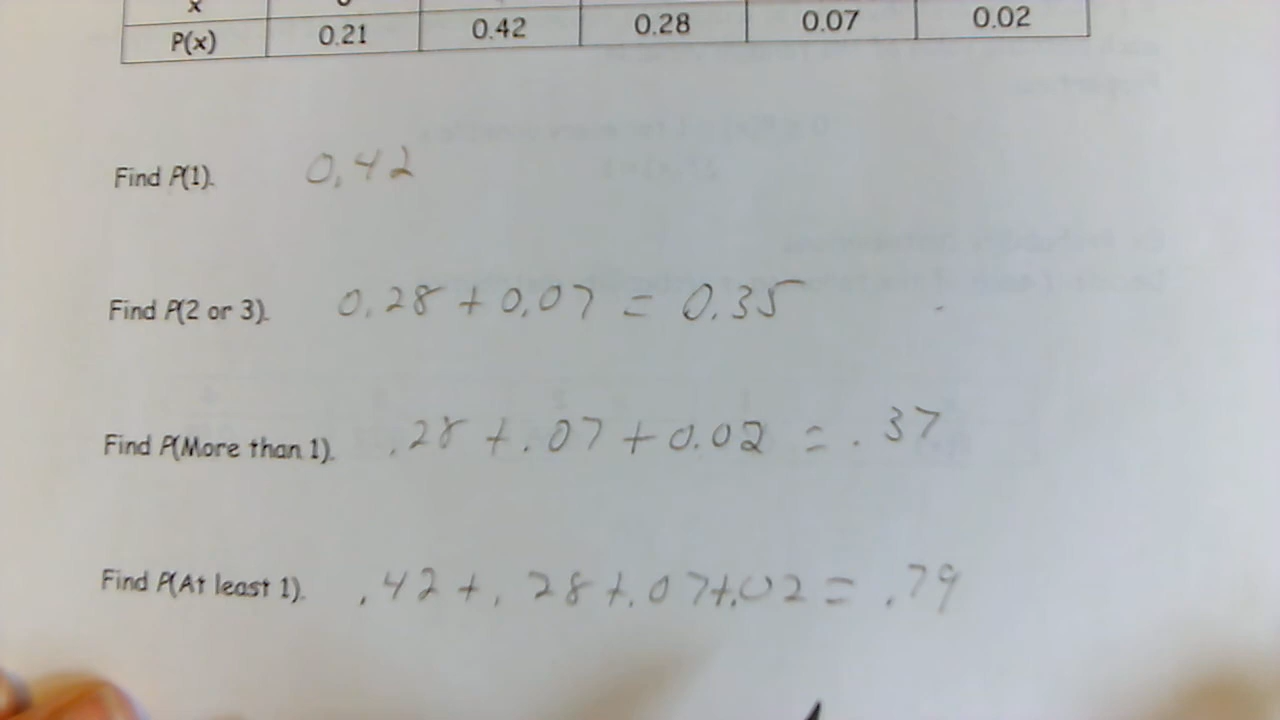 x 0
P(x) 0.21 0.42 0.28 0.07 0.02
Find P(1). 0.42
Find P(2 or 3). 0.28 + 0.07 = 0.35
Find P(More than 1). .28 + .07 + 0.02 = .37
Find P(At least 1). .42 + .28 + .07 + .02 = .79